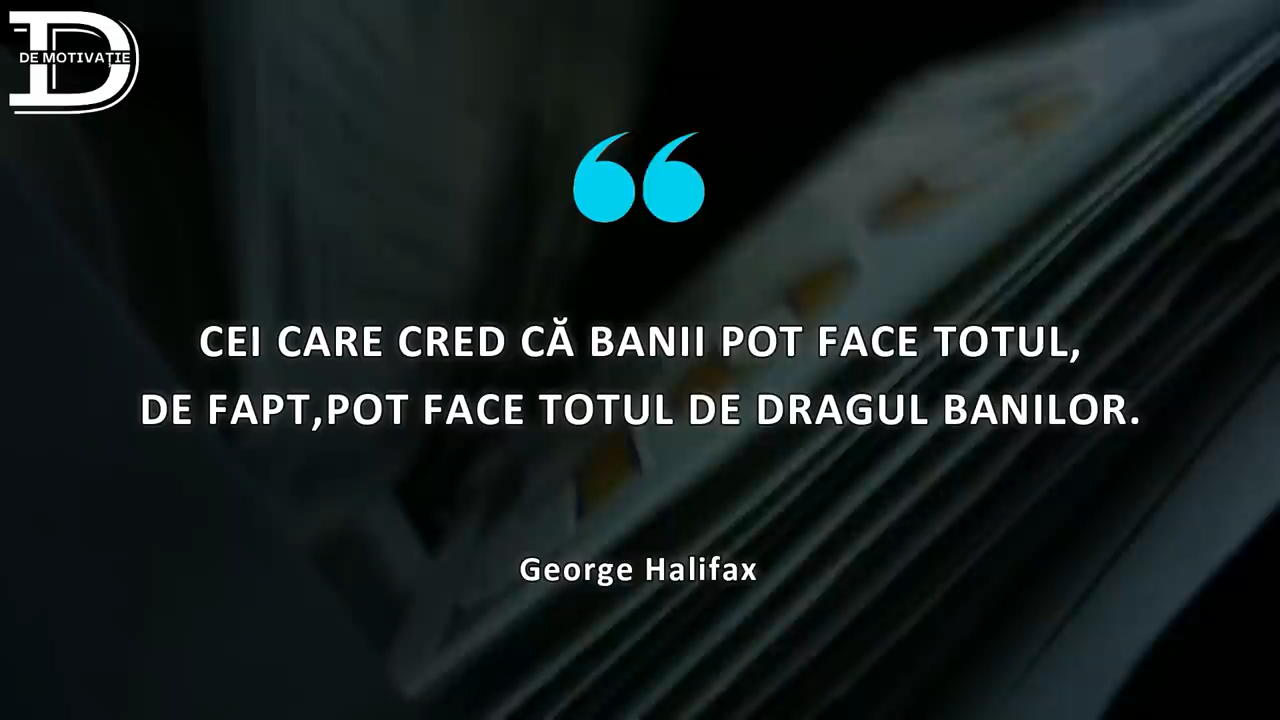 DE MOTIVAȚIE
CEI CARE CRED CĂ BANII POT FACE TOTUL,
DE FAPT,POT FACE TOTUL DE DRAGUL BANILOR.
George Halifax